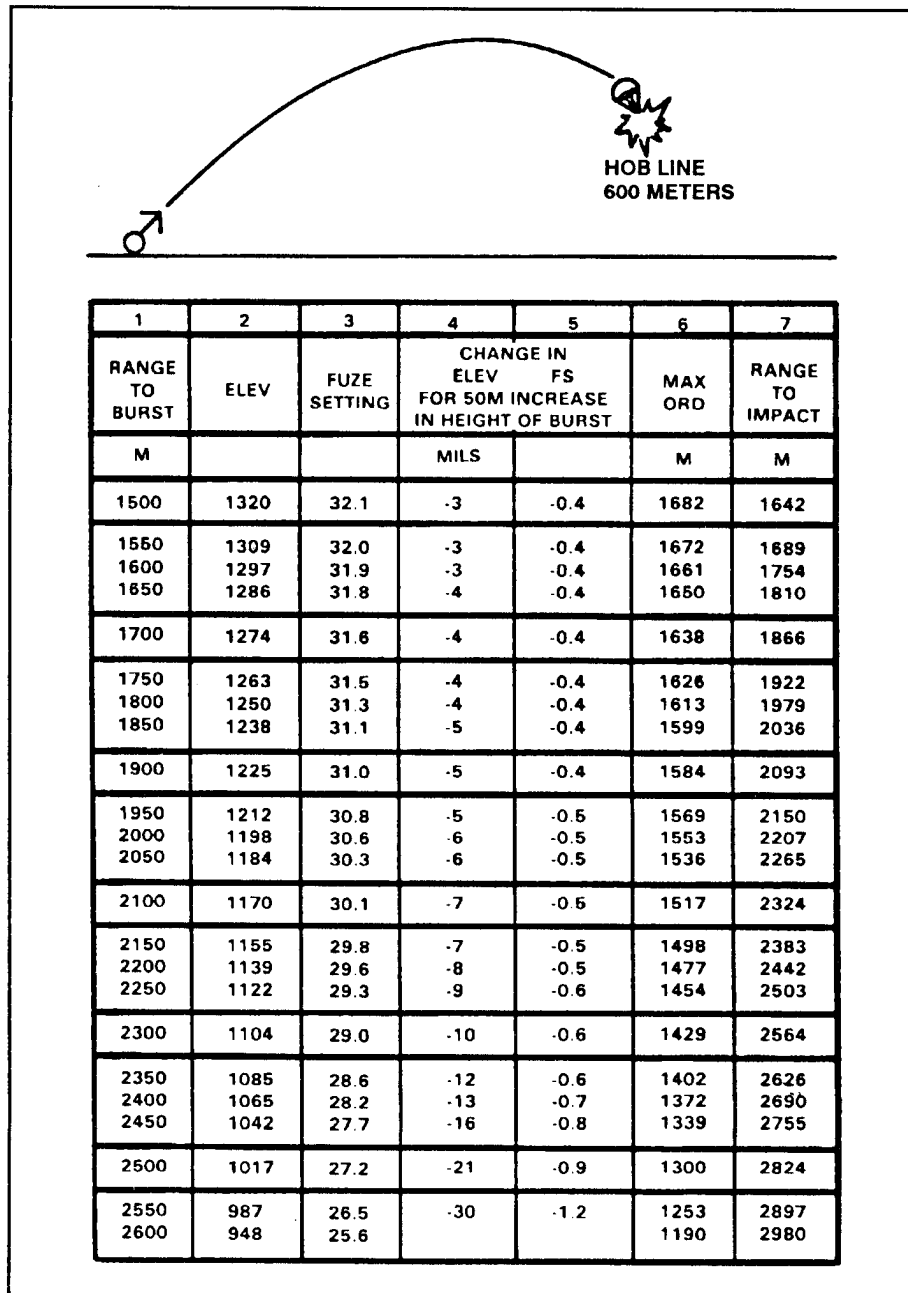 HOB LINE
600 METERS
1 2 3 4 5 6 7
RANGE TO BURST ELEV FUZE SETTING CHANGE IN ELEV FS FOR 50M INCREASE IN HEIGHT OF BURST MAX ORD RANGE TO IMPACT
M MILS M M
1500 1320 32.1 -3 -0.4 1682 1642
1550 1309 32.0 -3 -0.4 1672 1689
1600 1297 31.9 -3 -0.4 1661 1754
1650 1286 31.8 -4 -0.4 1650 1810
1700 1274 31.6 -4 -0.4 1638 1866
1750 1263 31.5 -4 -0.4 1626 1922
1800 1250 31.3 -4 -0.4 1613 1979
1850 1238 31.1 -5 -0.4 1599 2036
1900 1225 31.0 -5 -0.4 1584 2093
1950 1212 30.8 -5 -0.5 1569 2150
2000 1198 30.6 -6 -0.5 1553 2207
2050 1184 30.3 -6 -0.5 1536 2265
2100 1170 30.1 -7 -0.5 1517 2324
2150 1155 29.8 -7 -0.5 1498 2383
2200 1139 29.6 -8 -0.5 1477 2442
2250 1122 29.3 -9 -0.6 1454 2503
2300 1104 29.0 -10 -0.6 1429 2564
2350 1085 28.6 -12 -0.6 1402 2626
2400 1065 28.2 -13 -0.7 1372 2690
2450 1042 27.7 -16 -0.8 1339 2755
2500 1017 27.2 -21 -0.9 1300 2824
2550 987 26.5 -30 -1.2 1253 2897
2600 948 25.6 1190 2980